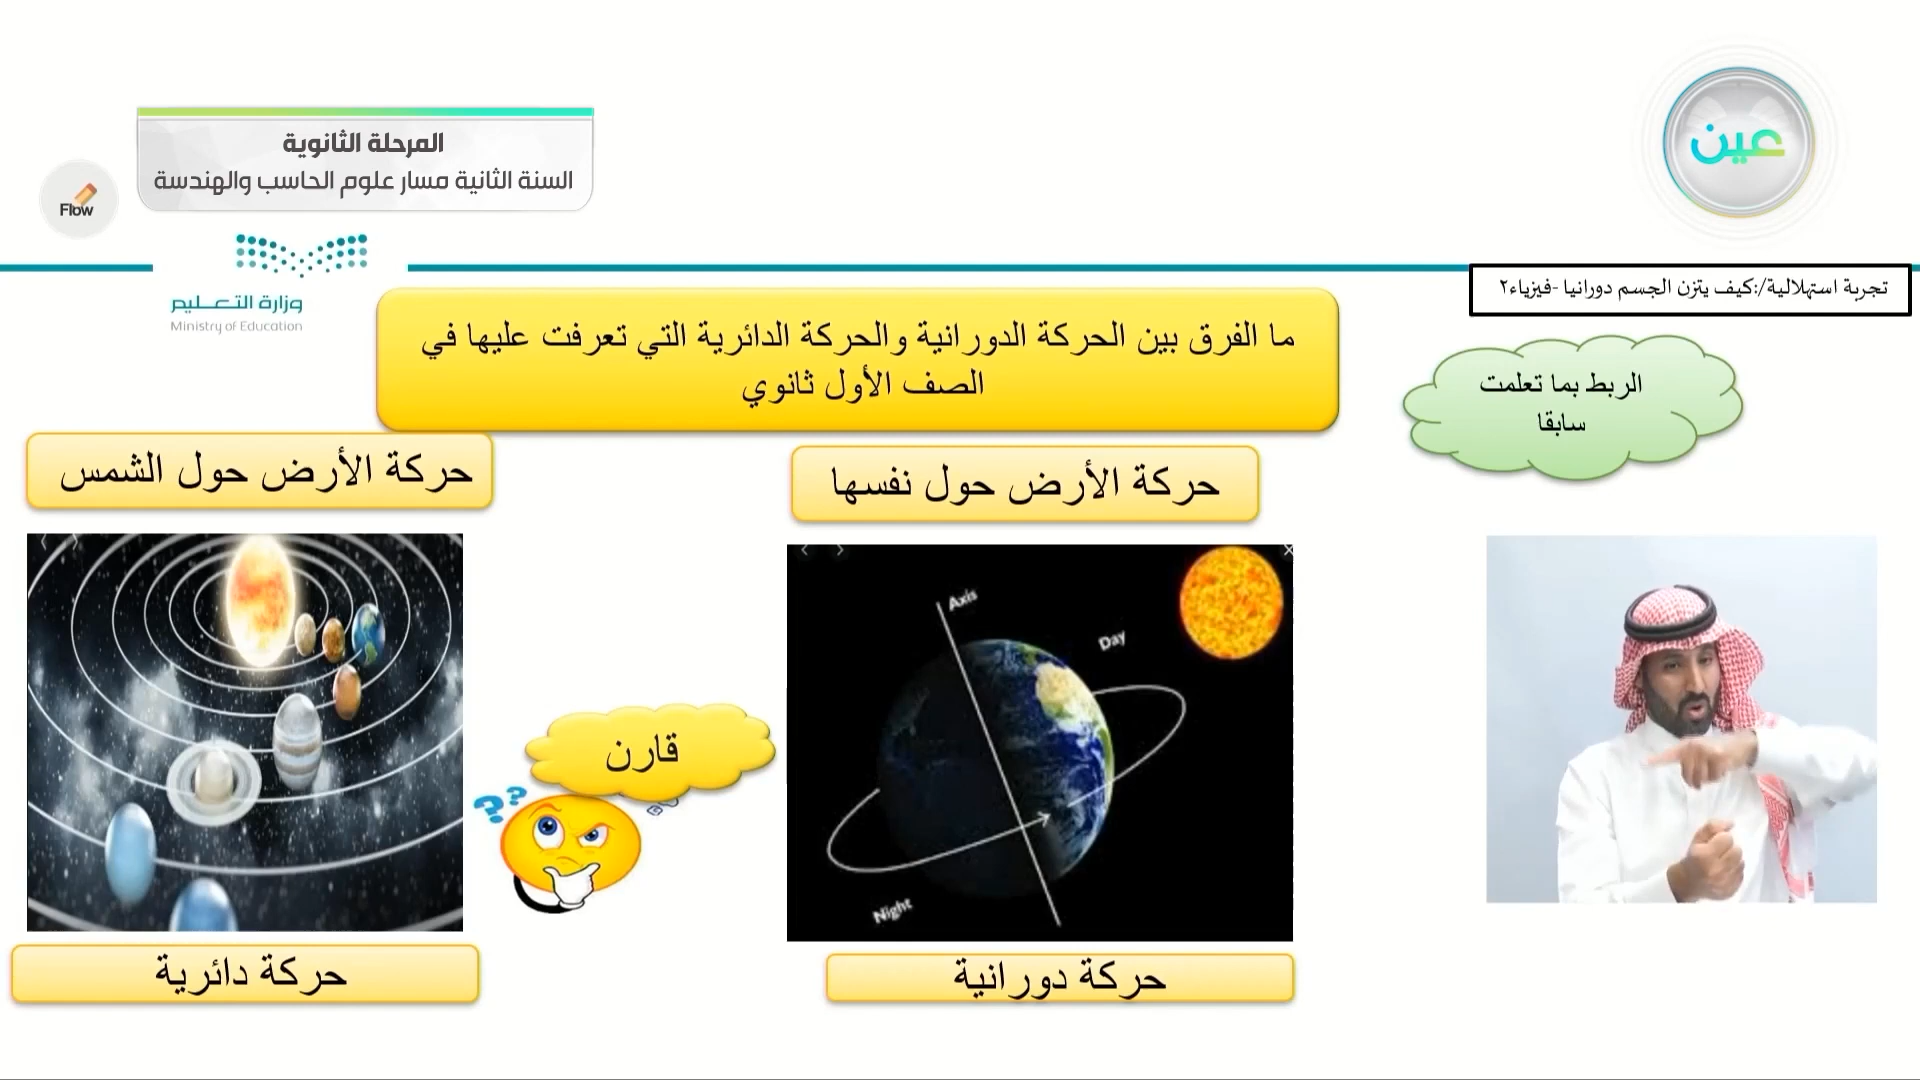 عين
المرحلة الثانوية
السنة الثانية مسار علوم الحاسب والهندسة
Flow
وزارة التعليم
Ministry of Education
تجربة استهلالية/:كيف يتزن الجسم دورانيا -فيزياء٢
ما الفرق بين الحركة الدورانية والحركة الدائرية التي تعرفت عليها في
الصف الأول ثانوي
الربط بما تعلمت
سابقا
حركة الأرض حول نفسها
حركة الأرض حول الشمس
Axis
Day
Night
قارن
??
حركة دورانية
حركة دائرية